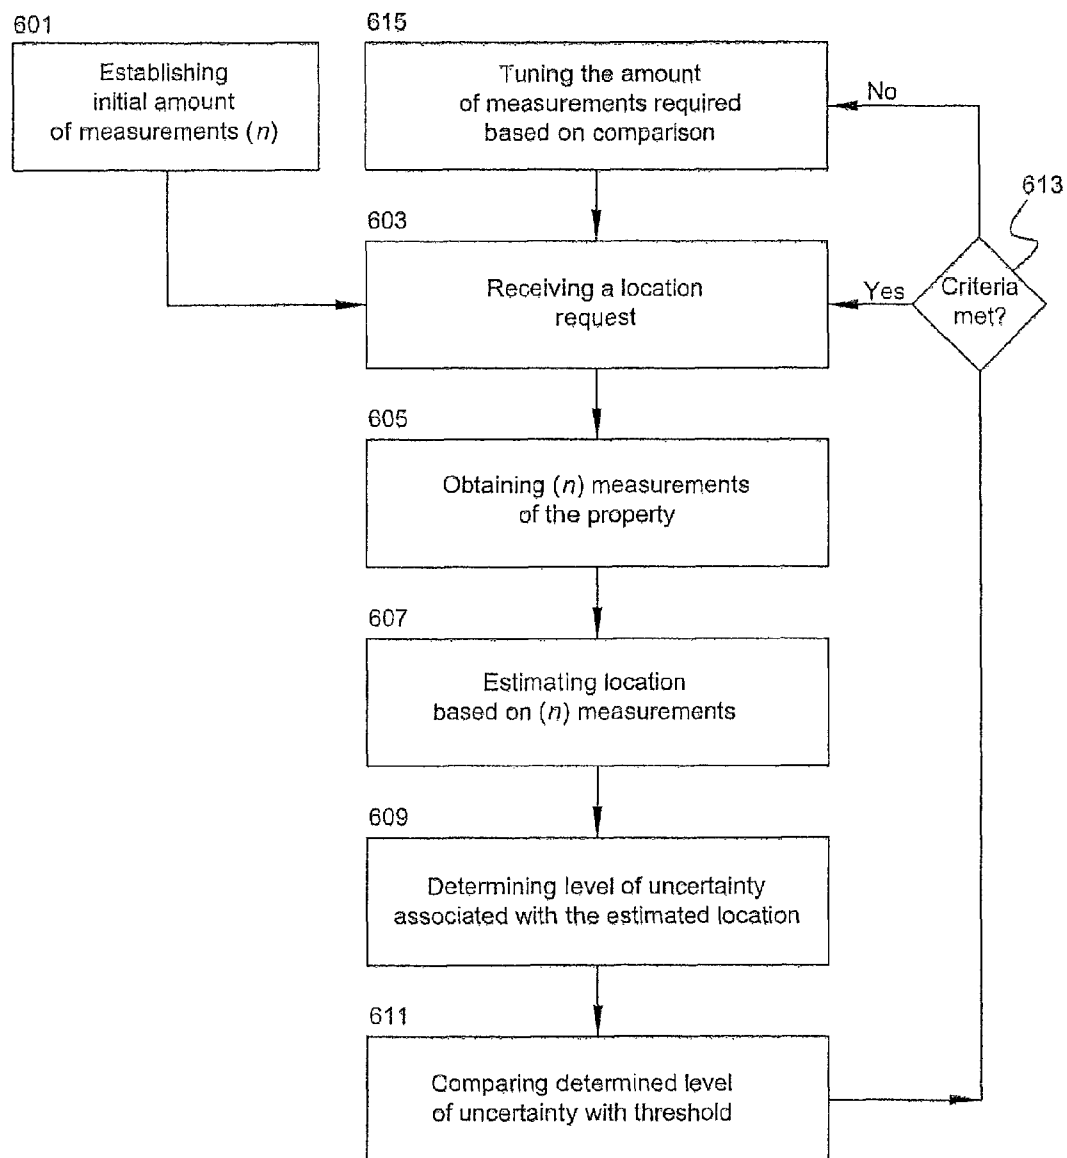 601
Establishing
initial amount
of measurements (n)
615
Tuning the amount
of measurements required
based on comparison
No
613
603
Receiving a location
request
Yes
Criteria
met?
605
Obtaining (n) measurements
of the property
607
Estimating location
based on (n) measurements
609
Determining level of uncertainty
associated with the estimated location
611
Comparing determined level
of uncertainty with threshold